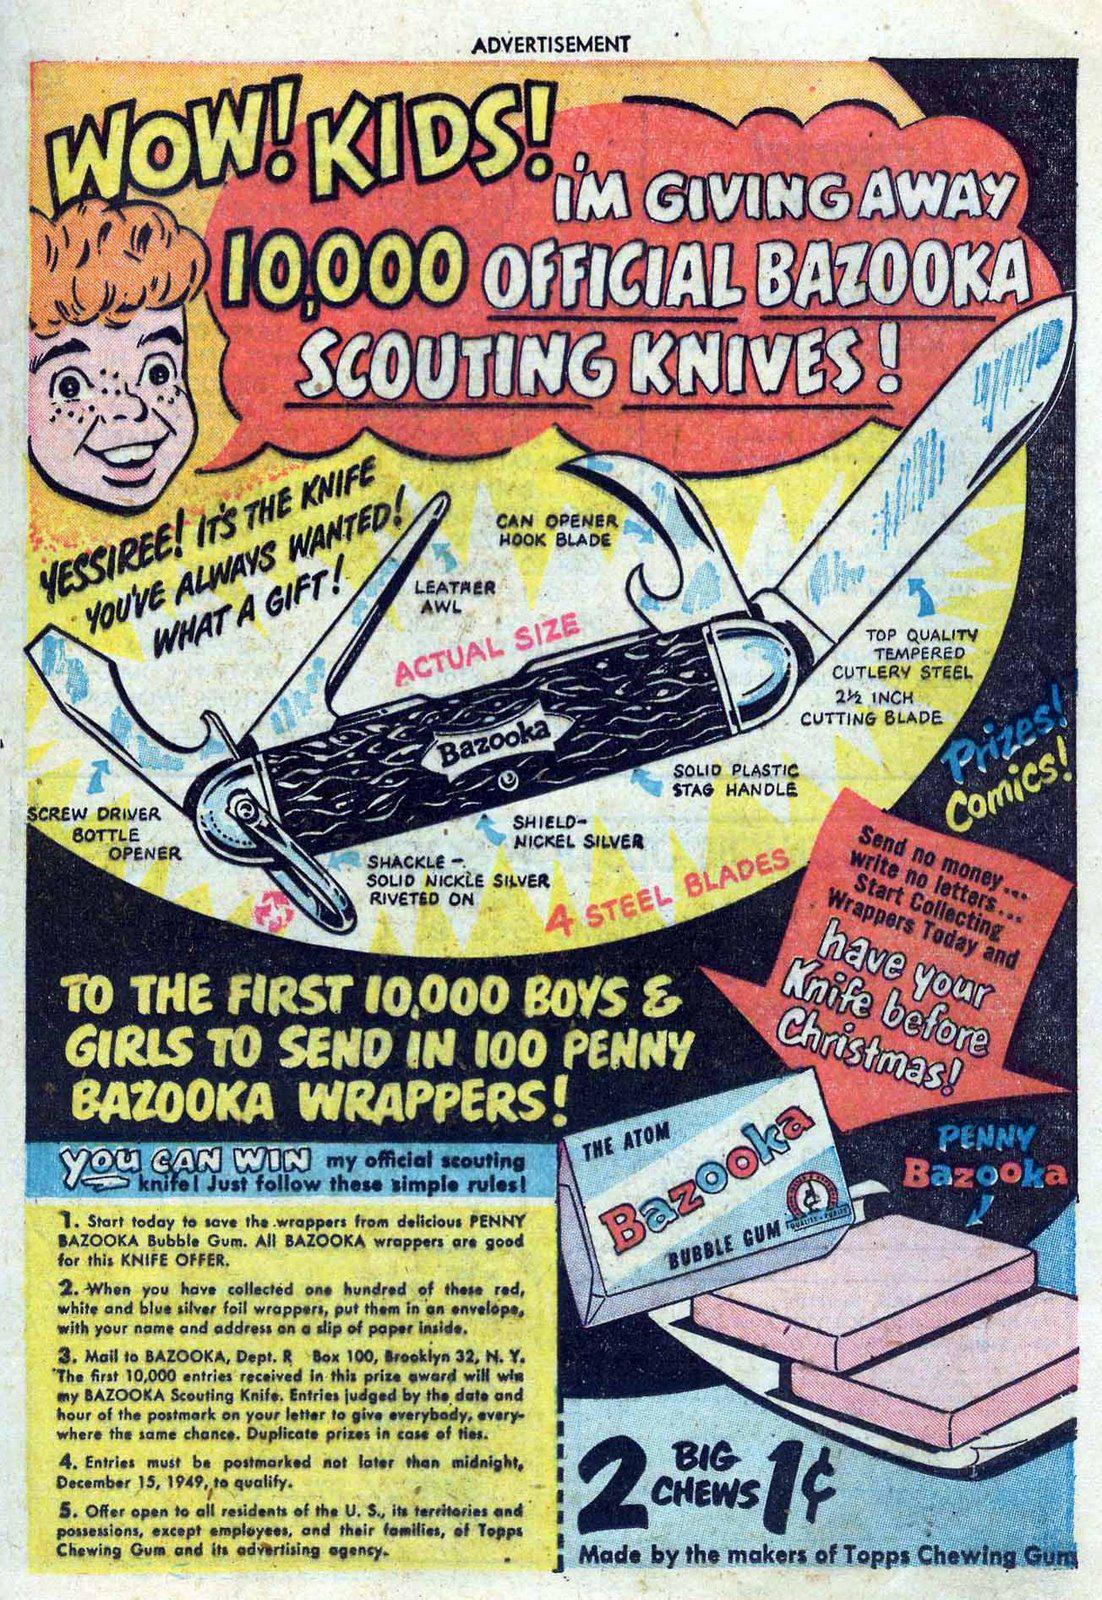 ADVERTISEMENT
WOW! KIDS!
I'M GIVING AWAY
10,000 OFFICIAL BAZOOKA
SCOUTING KNIVES!
YESSIREE! IT'S THE KNIFE
YOU'VE ALWAYS WANTED!
WHAT A GIFT!
CAN OPENER
HOOK BLADE
LEATHER
AWL
ACTUAL SIZE
TOP QUALITY
TEMPERED
CUTLERY STEEL
2½ INCH
CUTTING BLADE
Bazooka
SOLID PLASTIC
STAG HANDLE
SCREW DRIVER
BOTTLE
OPENER
SHIELD-
NICKEL SILVER
SHACKLE -
SOLID NICKLE SILVER
RIVETED ON
4 STEEL BLADES
Prizes!
Comics!
Send no money...
write no letters...
Start Collecting
Wrappers Today and
have your
Knife before
Christmas!
TO THE FIRST 10,000 BOYS &
GIRLS TO SEND IN 100 PENNY
BAZOOKA WRAPPERS!
YOU CAN WIN my official scouting
knife! Just follow these simple rules!
1. Start today to save the wrappers from delicious PENNY
BAZOOKA Bubble Gum. All BAZOOKA wrappers are good
for this KNIFE OFFER.
2. When you have collected one hundred of these red,
white and blue silver foil wrappers, put them in an envelope,
with your name and address on a slip of paper inside.
3. Mail to BAZOOKA, Dept. R Box 100, Brooklyn 32, N. Y.
The first 10,000 entries received in this prize award will win
my BAZOOKA Scouting Knife. Entries judged by the date and
hour of the postmark on your letter to give everybody, every-
where the same chance. Duplicate prizes in case of ties.
4. Entries must be postmarked not later than midnight,
December 15, 1949, to qualify.
5. Offer open to all residents of the U. S., its territories and
possessions, except employees, and their families, of Topps
Chewing Gum and its advertising agency.
THE ATOM
Bazooka
BUBBLE GUM
PENNY
Bazooka
2 BIG CHEWS 1¢
Made by the makers of Topps Chewing Gum